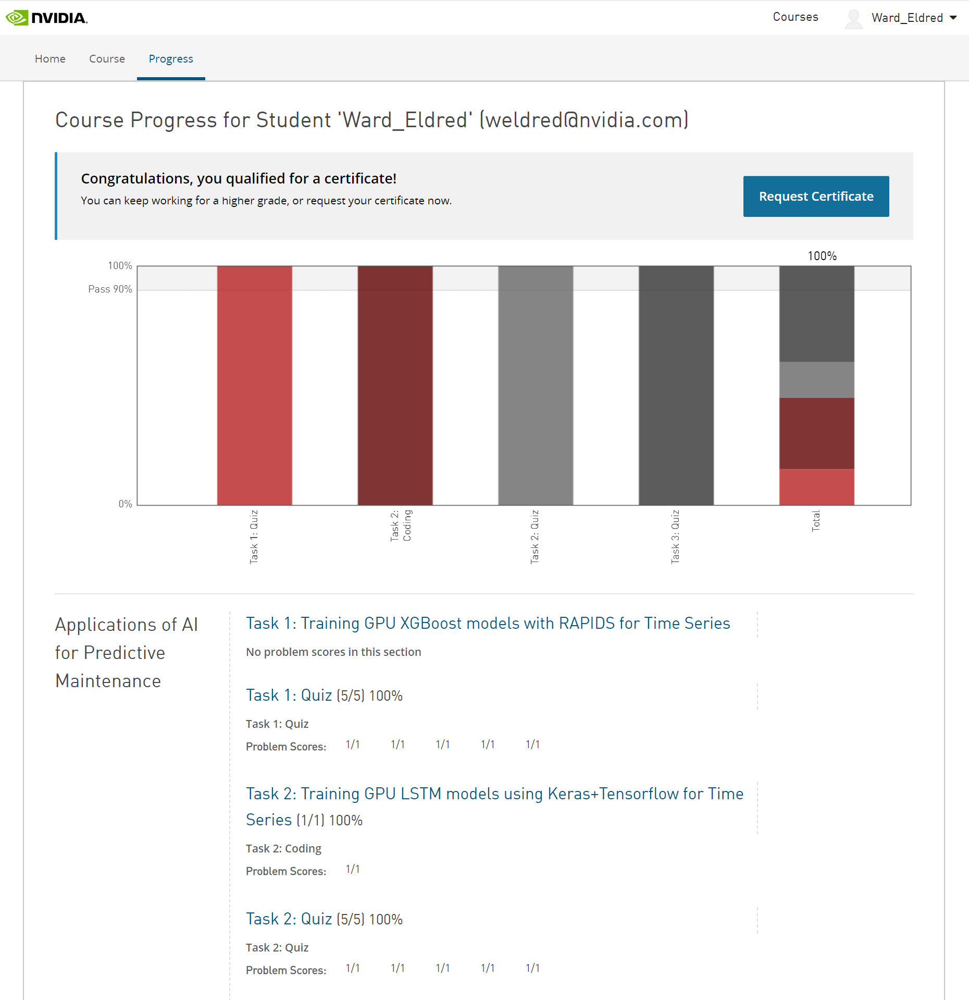 NVIDIA.
Courses
Ward_Eldred
Home
Course
Progress
Course Progress for Student 'Ward_Eldred' (weldred@nvidia.com)
Congratulations, you qualified for a certificate!
You can keep working for a higher grade, or request your certificate now.
Request Certificate
100%
100%
Pass 90%
0%
Task 1: Quiz
Task 2:
Coding
Task 2: Quiz
Task 3: Quiz
Total
Applications of AI
for Predictive
Maintenance
Task 1: Training GPU XGBoost models with RAPIDS for Time Series
No problem scores in this section
Task 1: Quiz (5/5) 100%
Task 1: Quiz
Problem Scores: 1/1 1/1 1/1 1/1 1/1
Task 2: Training GPU LSTM models using Keras+Tensorflow for Time
Series (1/1) 100%
Task 2: Coding
Problem Scores: 1/1
Task 2: Quiz (5/5) 100%
Task 2: Quiz
Problem Scores: 1/1 1/1 1/1 1/1 1/1